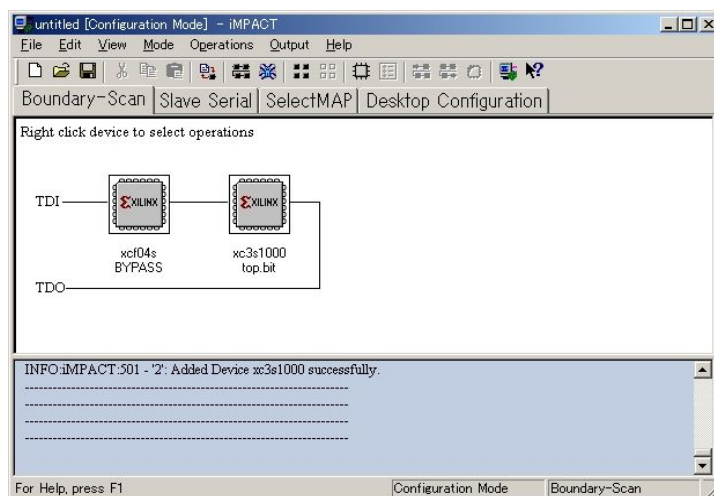 untitled [Configuration Mode] - iMPACT
File Edit View Mode Operations Output Help
Boundary-Scan Slave Serial SelectMAP Desktop Configuration
Right click device to select operations
TDI
XILINX XILINX
xcf04s xc3s1000
BYPASS top.bit
TDO
INFO:iMPACT:501 - '2': Added Device xc3s1000 successfully.
----------------------------------------------------------------------
----------------------------------------------------------------------
----------------------------------------------------------------------
----------------------------------------------------------------------
For Help, press F1 Configuration Mode Boundary-Scan